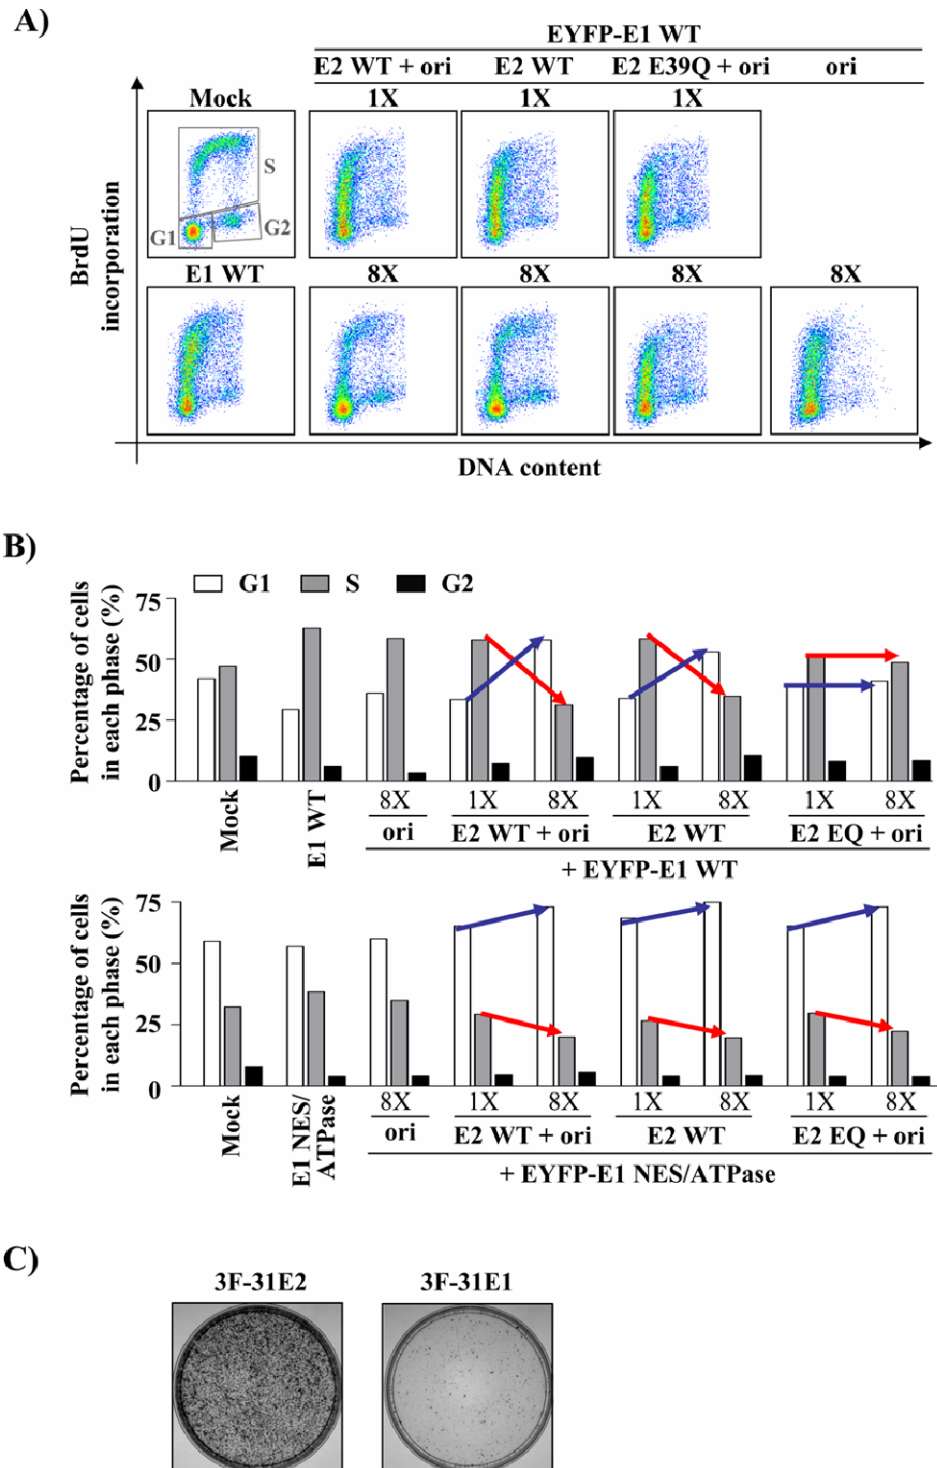 A)
EYFP-E1 WT
E2 WT + ori E2 WT E2 E39Q + ori ori
Mock 1X 1X 1X
S
G1 G2
E1 WT 8X 8X 8X 8X
BrdU
incorporation
DNA content
B)
G1 S G2
Percentage of cells
in each phase (%)
75
50
25
0
Mock
E1 WT
8X 1X 8X 1X 8X 1X 8X
ori E2 WT + ori E2 WT E2 EQ + ori
+ EYFP-E1 WT
Percentage of cells
in each phase (%)
75
50
25
0
Mock
E1 NES/
ATPase
8X 1X 8X 1X 8X 1X 8X
ori E2 WT + ori E2 WT E2 EQ + ori
+ EYFP-E1 NES/ATPase
C)
3F-31E2 3F-31E1